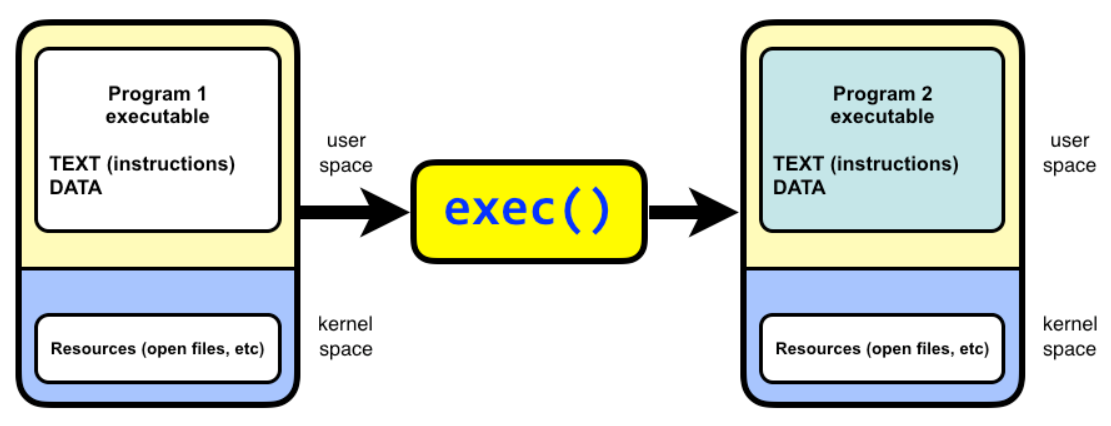 Program 1
executable
TEXT (instructions)
DATA
user
space
kernel
space
Resources (open files, etc)
exec()
Program 2
executable
TEXT (instructions)
DATA
user
space
kernel
space
Resources (open files, etc)